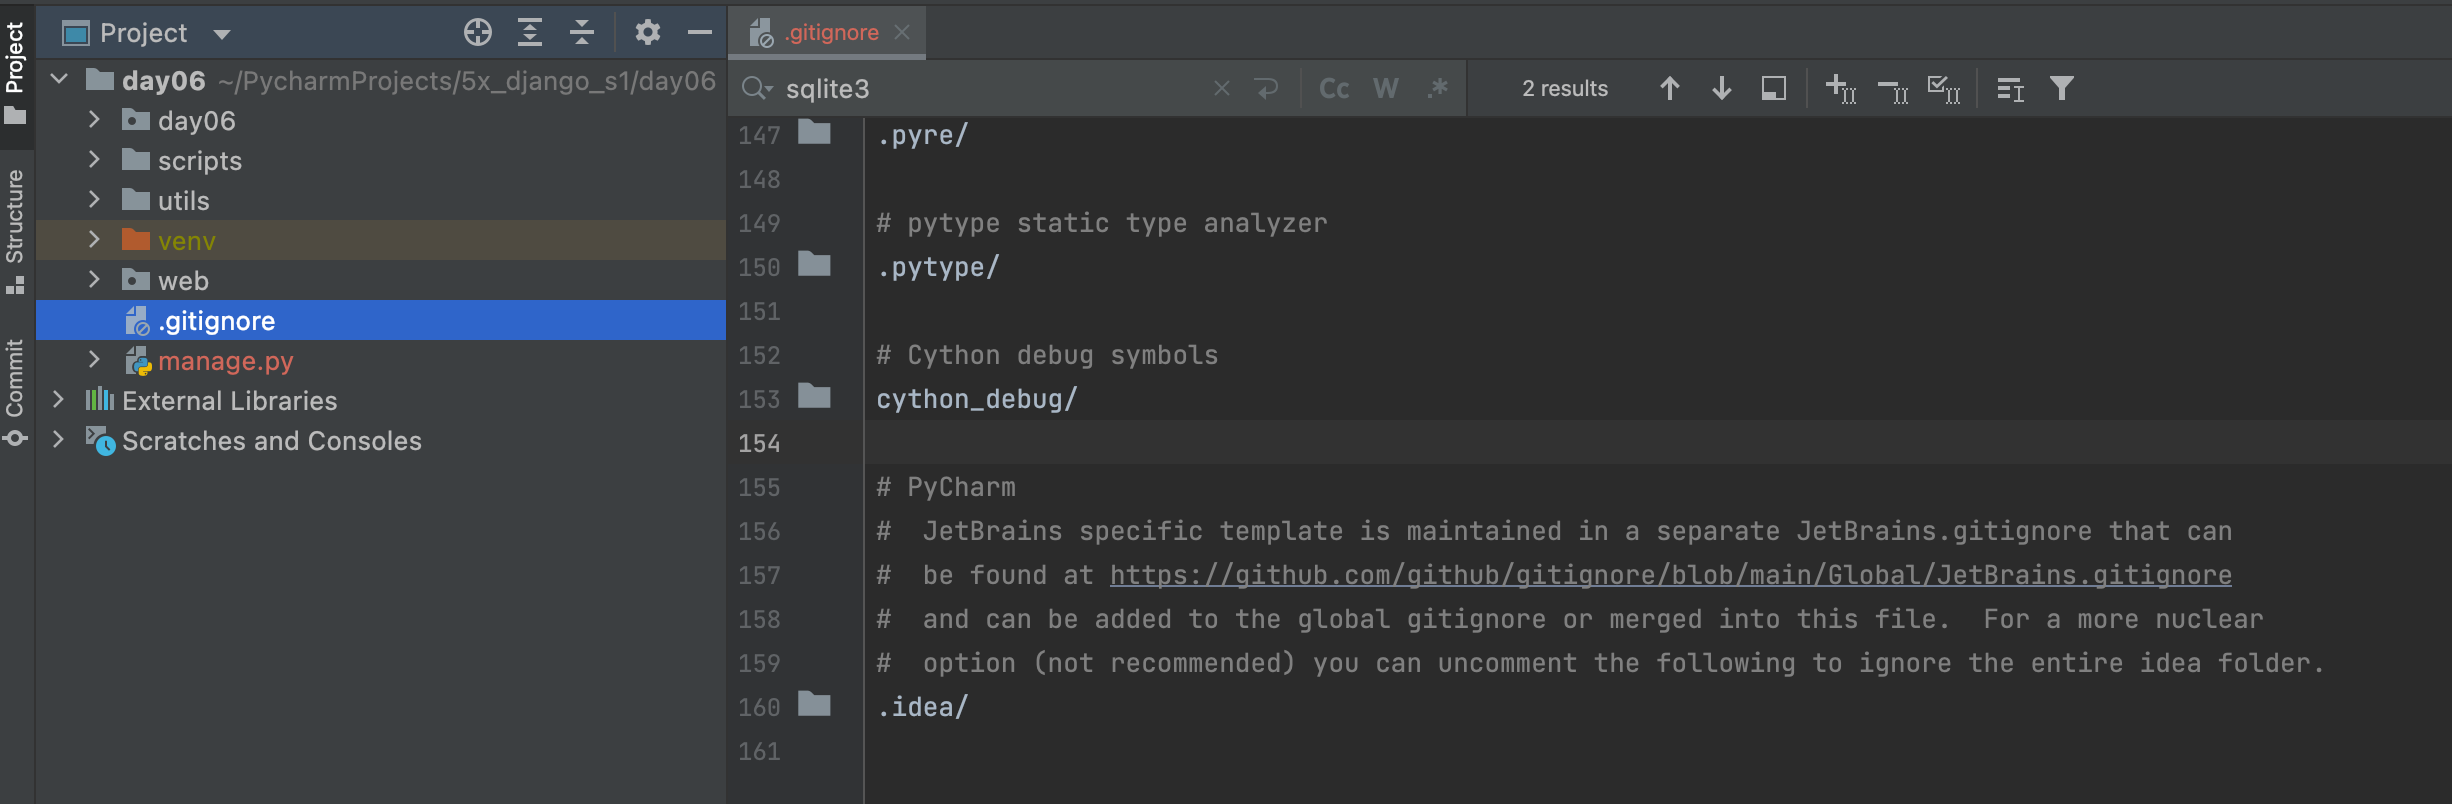 Project
Structure
Commit
Project
day06 ~/PycharmProjects/5x_django_s1/day06
day06
scripts
utils
venv
web
.gitignore
manage.py
External Libraries
Scratches and Consoles
.gitignore
sqlite3
Cc W .*
2 results
147 .pyre/
148
149 # pytype static type analyzer
150 .pytype/
151
152 # Cython debug symbols
153 cython_debug/
154
155 # PyCharm
156 #  JetBrains specific template is maintained in a separate JetBrains.gitignore that can
157 #  be found at https://github.com/github/gitignore/blob/main/Global/JetBrains.gitignore
158 #  and can be added to the global gitignore or merged into this file.  For a more nuclear
159 #  option (not recommended) you can uncomment the following to ignore the entire idea folder.
160 .idea/
161